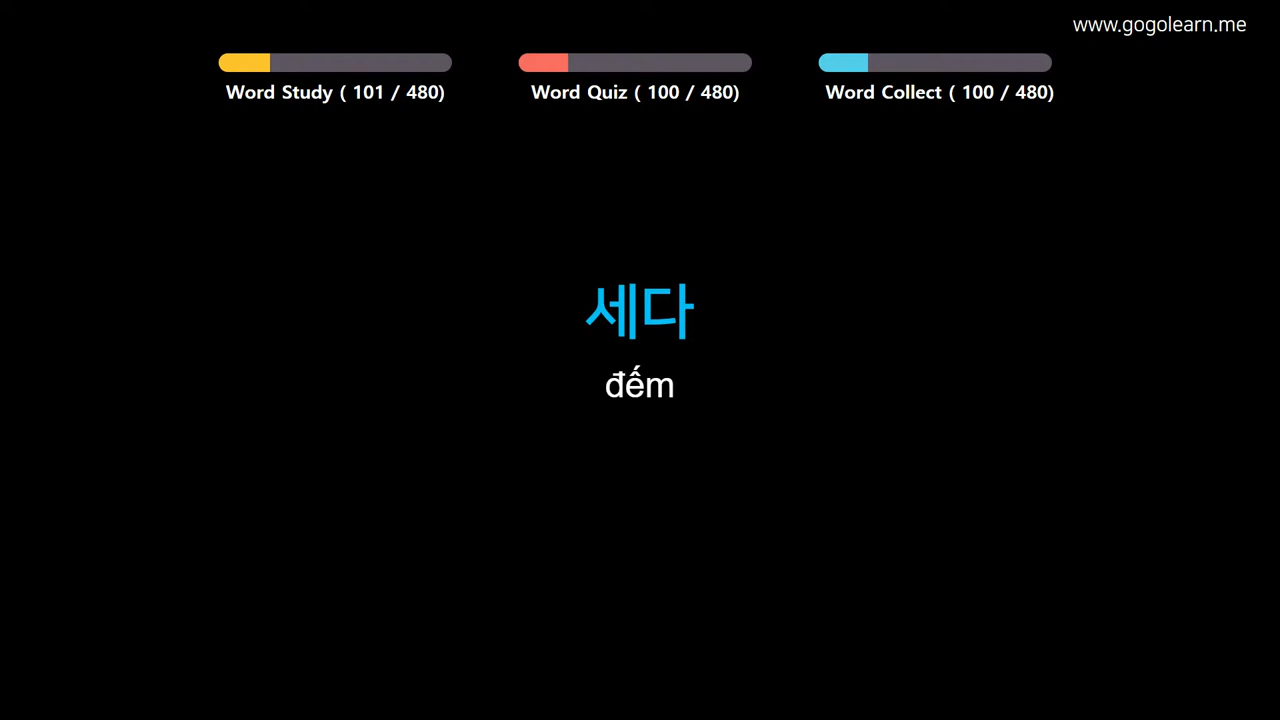 www.gogolearn.me
Word Study ( 101 / 480)
Word Quiz ( 100 / 480)
Word Collect ( 100 / 480)
세다
đếm